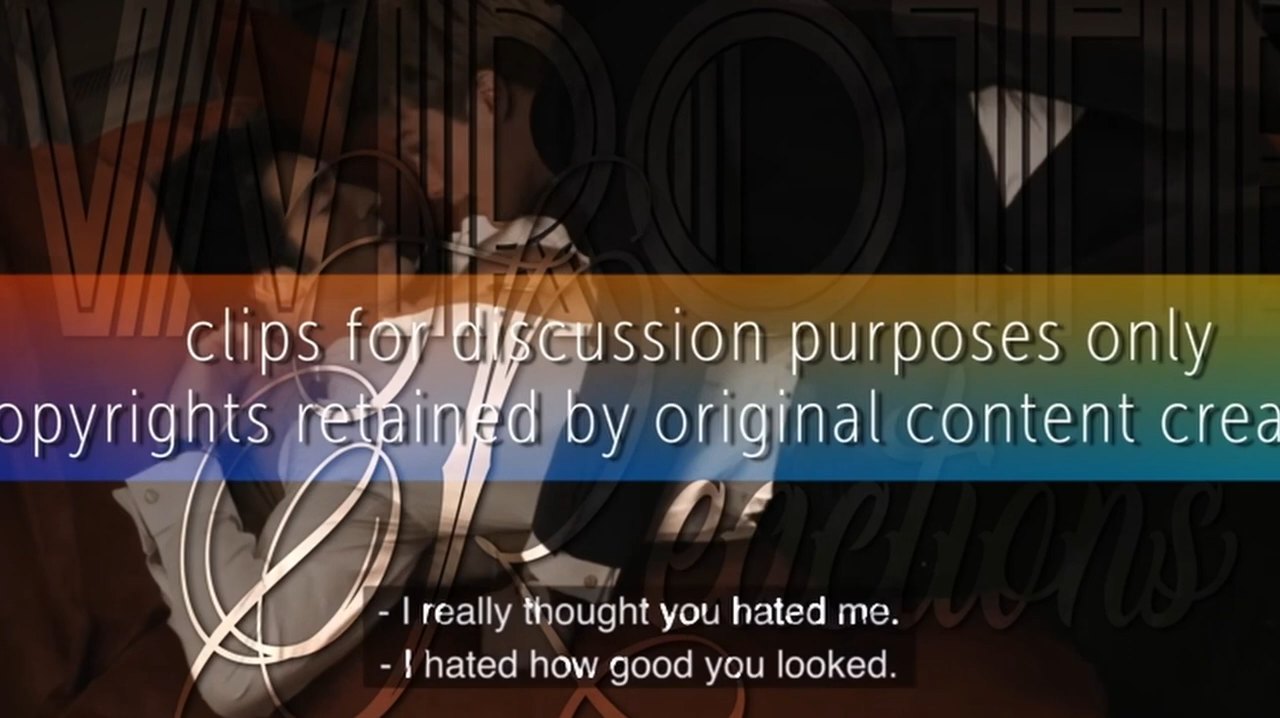 clips for discussion purposes only
opyrights retained by original content crea
- I really thought you hated me.
- I hated how good you looked.
Reactions